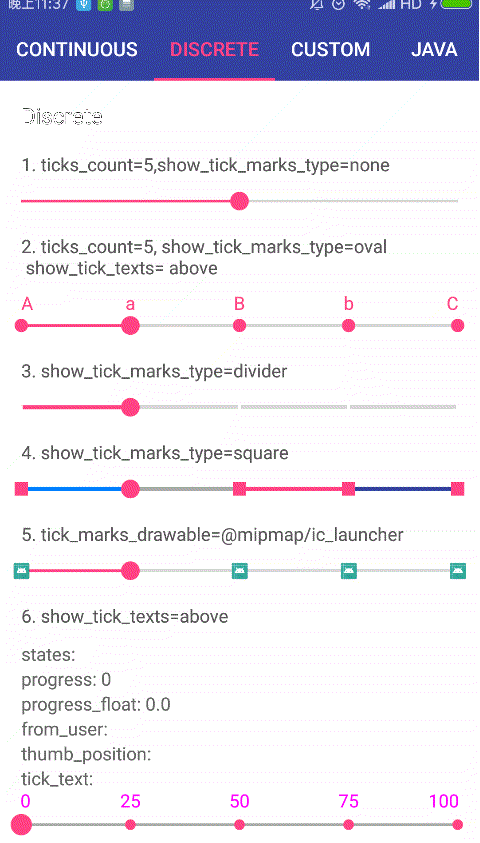 晚上11:37 HD
CONTINUOUS DISCRETE CUSTOM JAVA
Discrete
1. ticks_count=5,show_tick_marks_type=none
2. ticks_count=5, show_tick_marks_type=oval
show_tick_texts= above
A a B b C
3. show_tick_marks_type=divider
4. show_tick_marks_type=square
5. tick_marks_drawable=@mipmap/ic_launcher
6. show_tick_texts=above
states:
progress: 0
progress_float: 0.0
from_user:
thumb_position:
tick_text:
0 25 50 75 100